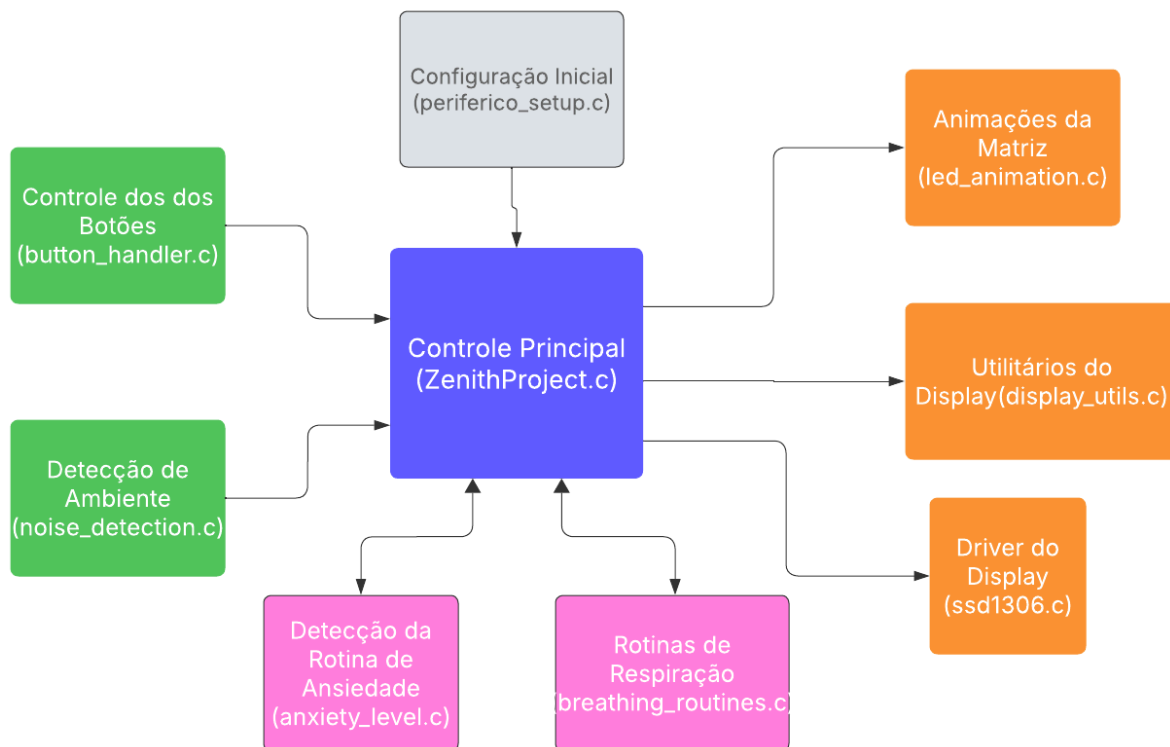 Configuração Inicial
(periferico_setup.c)
Animações da
Matriz
(led_animation.c)
Controle dos dos
Botões
(button_handler.c)
Controle Principal
(ZenithProject.c)
Utilitários do
Display(display_utils.c)
Detecção de
Ambiente
(noise_detection.c)
Driver do
Display
(ssd1306.c)
Detecção da
Rotina de
Ansiedade
(anxiety_level.c)
Rotinas de
Respiração
(breathing_routines.c)